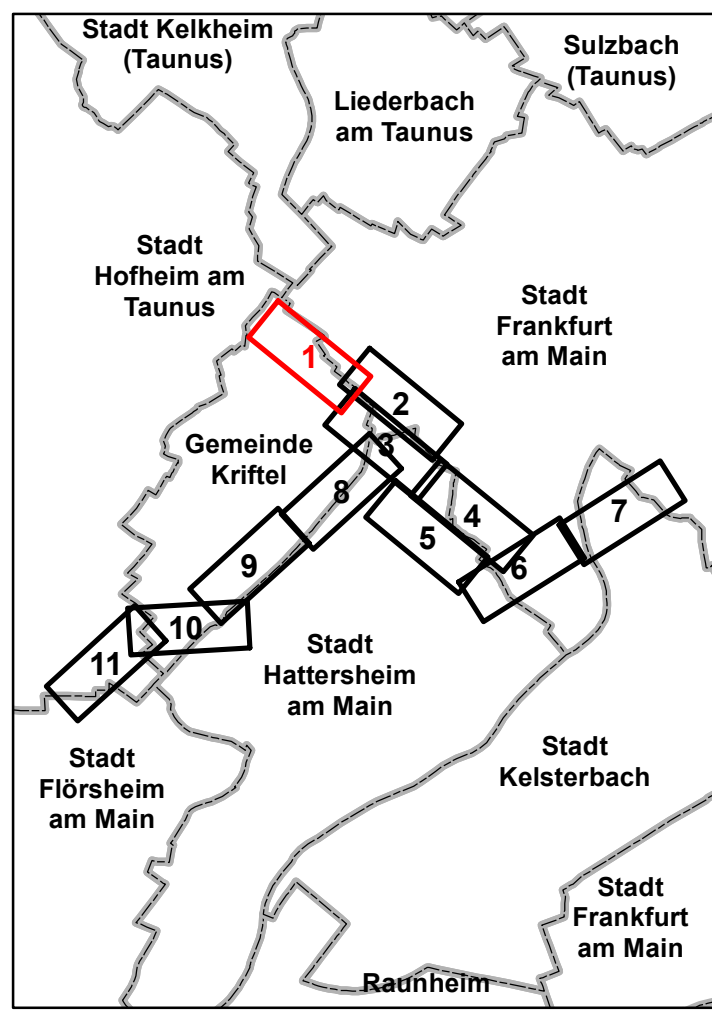 Stadt Kelkheim
(Taunus)
Sulzbach
(Taunus)
Liederbach
am Taunus
Stadt
Hofheim am
Taunus
Stadt
Frankfurt
am Main
1
2
3
Gemeinde
Kriftel
8
4
7
5
6
9
10
11
Stadt
Hattersheim
am Main
Stadt
Flörsheim
am Main
Stadt
Kelsterbach
Stadt
Frankfurt
am Main
Raunheim